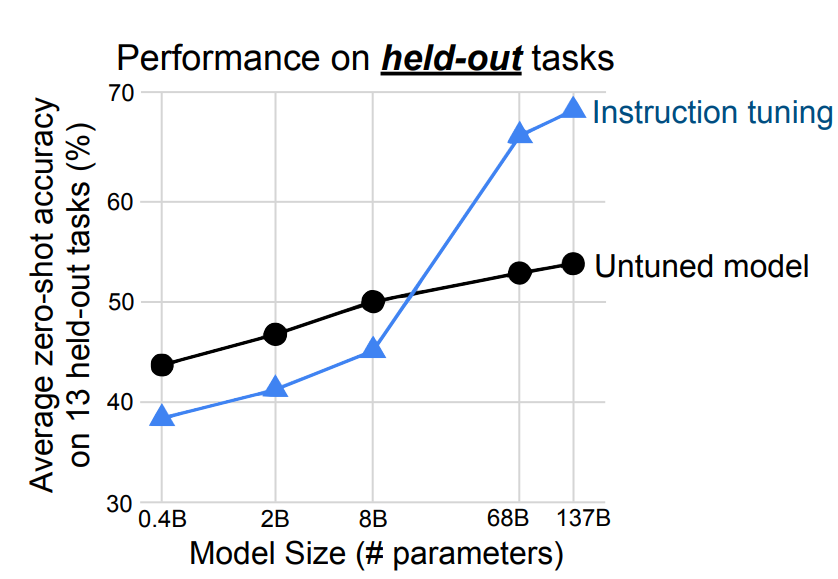 Performance on held-out tasks
Average zero-shot accuracy
on 13 held-out tasks (%)
70
60
50
40
30
Instruction tuning
Untuned model
0.4B 2B 8B 68B 137B
Model Size (# parameters)